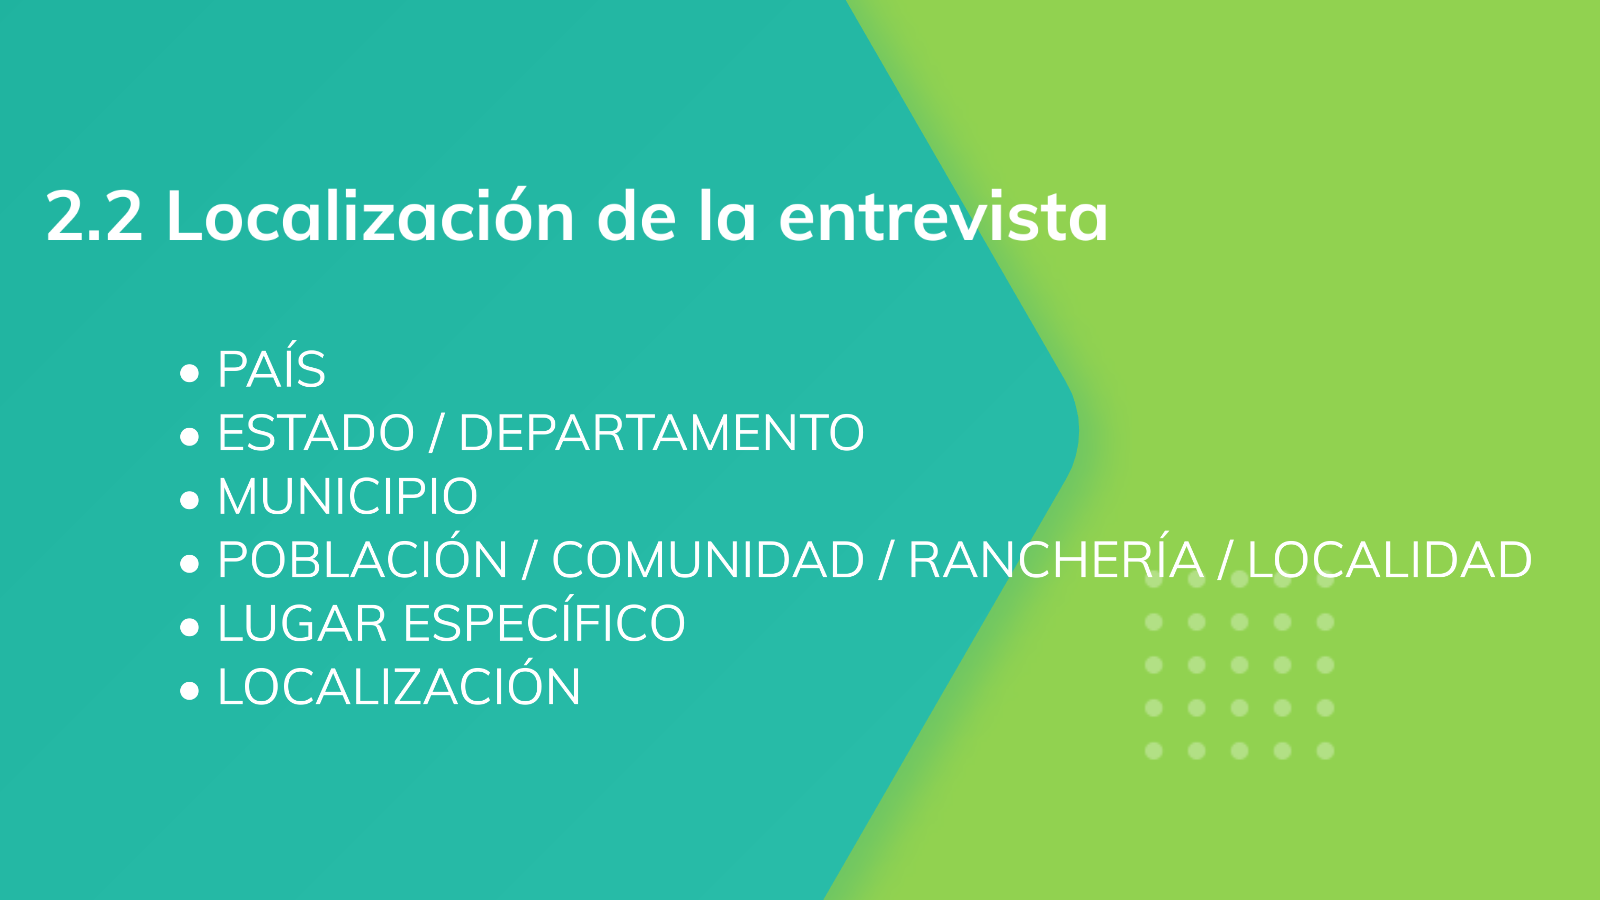 2.2 Localización de la entrevista
• PAÍS
• ESTADO / DEPARTAMENTO
• MUNICIPIO
• POBLACIÓN / COMUNIDAD / RANCHERÍA / LOCALIDAD
• LUGAR ESPECÍFICO
• LOCALIZACIÓN